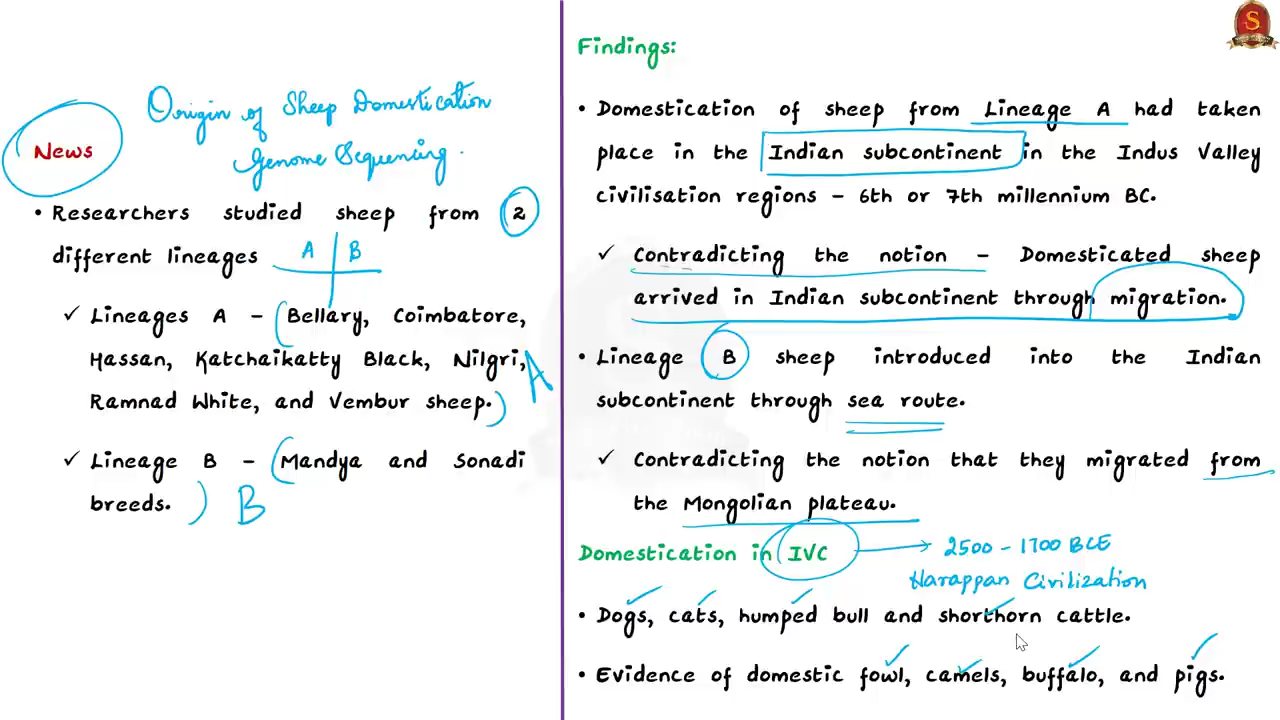 Origin of Sheep Domestication
Genome Sequencing.
News
• Researchers studied sheep from 2
different lineages A B
✓ Lineages A – (Bellary, Coimbatore,
Hassan, Katchaikatty Black, Nilgri,
Ramnad White, and Vembur sheep.) A
✓ Lineage B – (Mandya and Sonadi
breeds.) B
S
Findings:
• Domestication of sheep from Lineage A had taken
place in the Indian subcontinent in the Indus Valley
civilisation regions – 6th or 7th millennium BC.
✓ Contradicting the notion – Domesticated sheep
arrived in Indian subcontinent through migration.
• Lineage B sheep introduced into the Indian
subcontinent through sea route.
✓ Contradicting the notion that they migrated from
the Mongolian plateau.
Domestication in IVC → 2500 – 1700 BCE
Harappan Civilization
• Dogs, cats, humped bull and shorthorn cattle.
• Evidence of domestic fowl, camels, buffalo, and pigs.